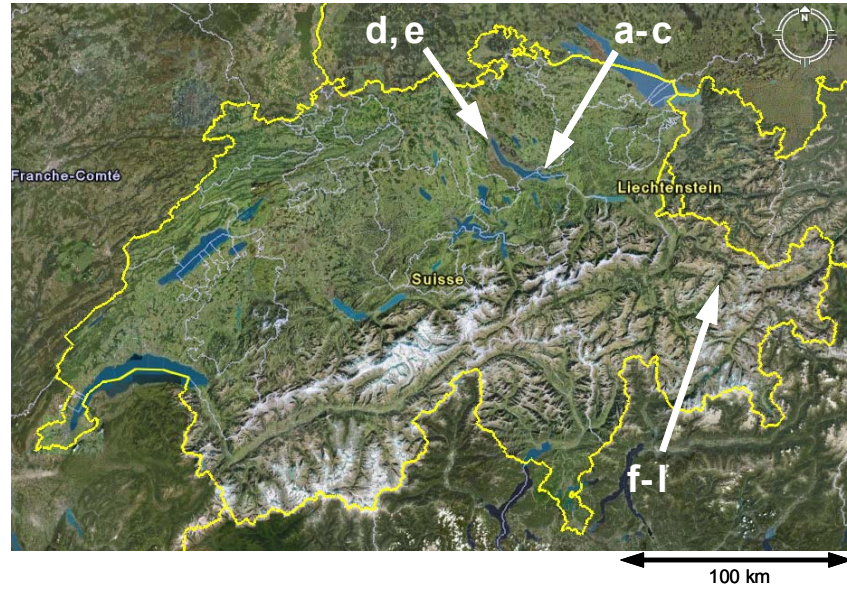 d, e
a-c
N
Franche-Comté
Liechtenstein
Suisse
f-l
100 km